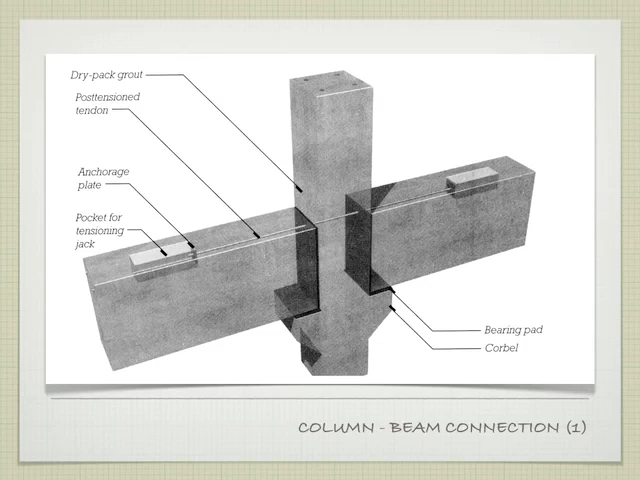 Dry-pack grout
Posttensioned
tendon
Anchorage
plate
Pocket for
tensioning
jack
Bearing pad
Corbel
COLUMN - BEAM CONNECTION (1)